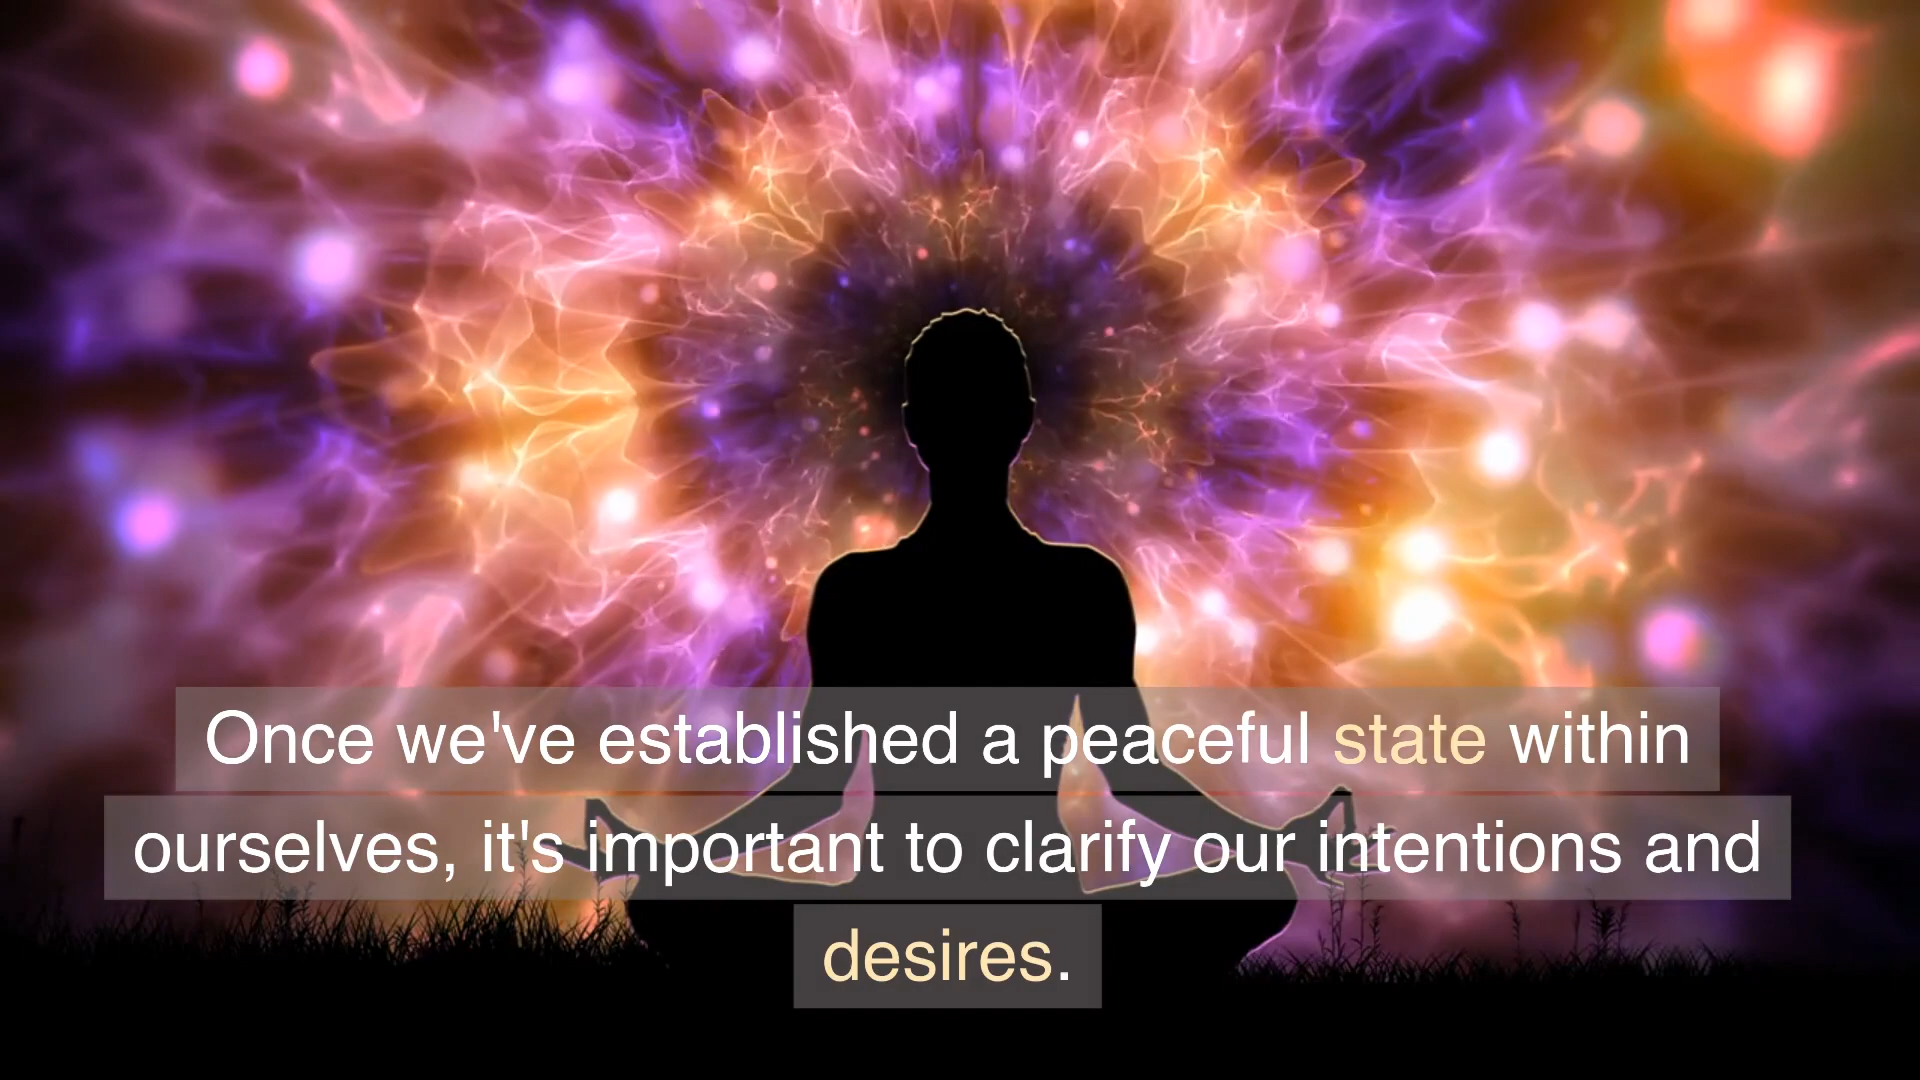 Once we've established a peaceful state within
ourselves, it's important to clarify our intentions and
desires.